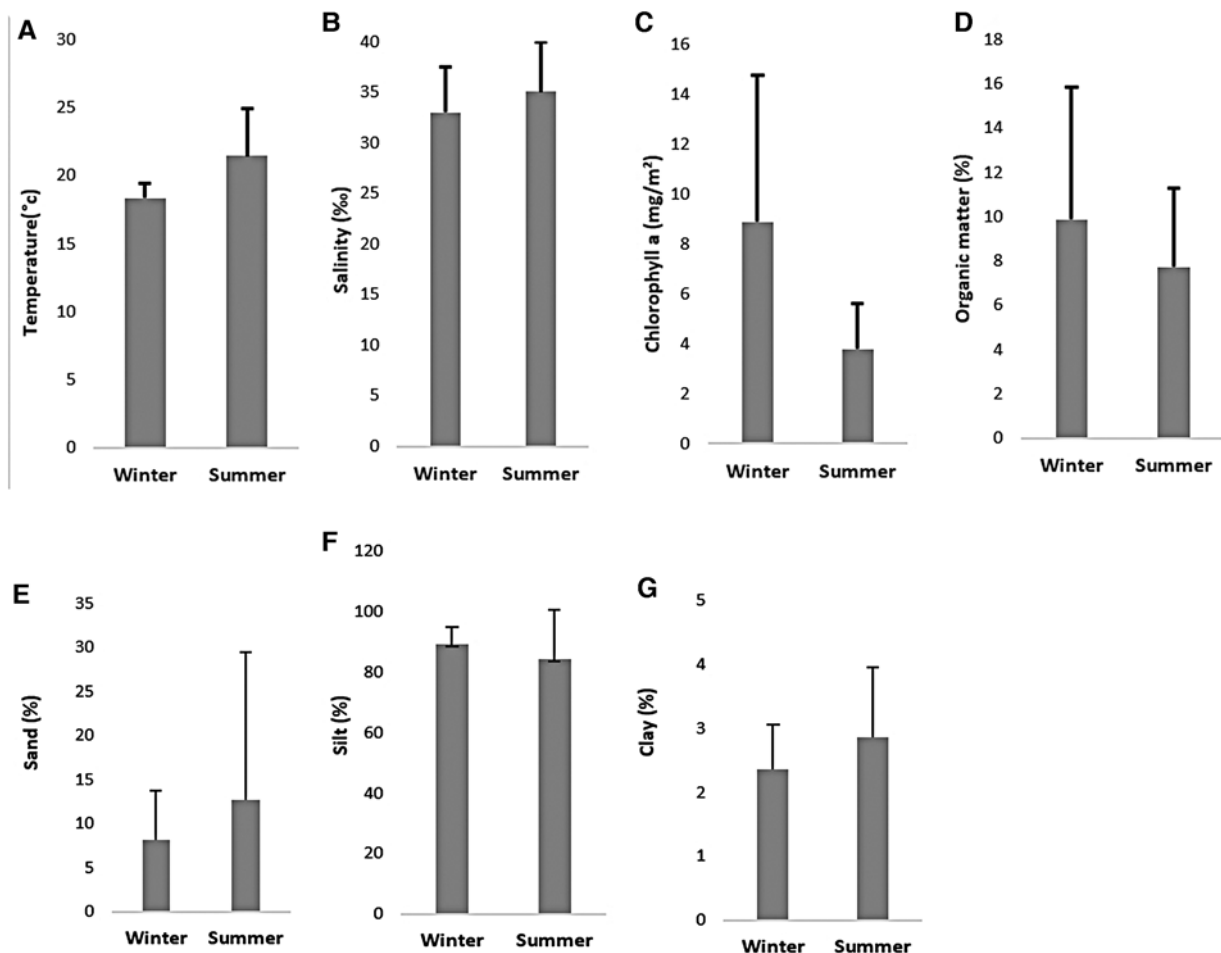 A
Temperature(°c)
30
25
20
15
10
5
0
Winter Summer
B
Salinity (‰)
40
35
30
25
20
15
10
5
0
Winter Summer
C
Chlorophyll a (mg/m²)
16
14
12
10
8
6
4
2
0
Winter Summer
D
Organic matter (%)
18
16
14
12
10
8
6
4
2
0
Winter Summer
E
Sand (%)
35
30
25
20
15
10
5
0
Winter Summer
F
Silt (%)
120
100
80
60
40
20
0
Winter Summer
G
Clay (%)
5
4
3
2
1
0
Winter Summer